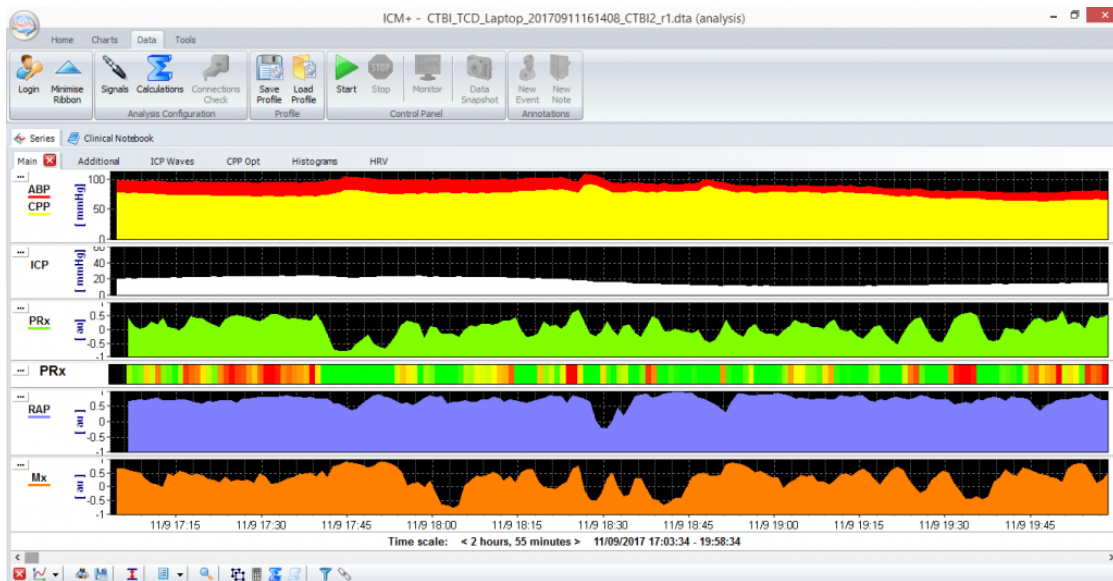 ICM+ - CTBI_TCD_Laptop_20170911161408_CTBI2_r1.dta (analysis)
Home Charts Data Tools
Login Minimise Ribbon Signals Calculations Connections Check Save Profile Load Profile Start Stop Monitor Data Snapshot New Event New Note
Analysis Configuration Profile Control Panel Annotations
Series Clinical Notebook
Main Additional ICP Waves CPP Opt Histograms HRV
ABP
CPP
[ mmHg]
100
50
0
ICP
[mmHg]
60
40
20
0
PRx
[ au]
1
0.5
0
-0.5
-1
PRx
RAP
[ au]
0.5
0
-0.5
-1
Mx
[ au]
1
0.5
0
-0.5
-1
11/9 17:15 11/9 17:30 11/9 17:45 11/9 18:00 11/9 18:15 11/9 18:30 11/9 18:45 11/9 19:00 11/9 19:15 11/9 19:30 11/9 19:45
Time scale: < 2 hours, 55 minutes > 11/09/2017 17:03:34 - 19:58:34